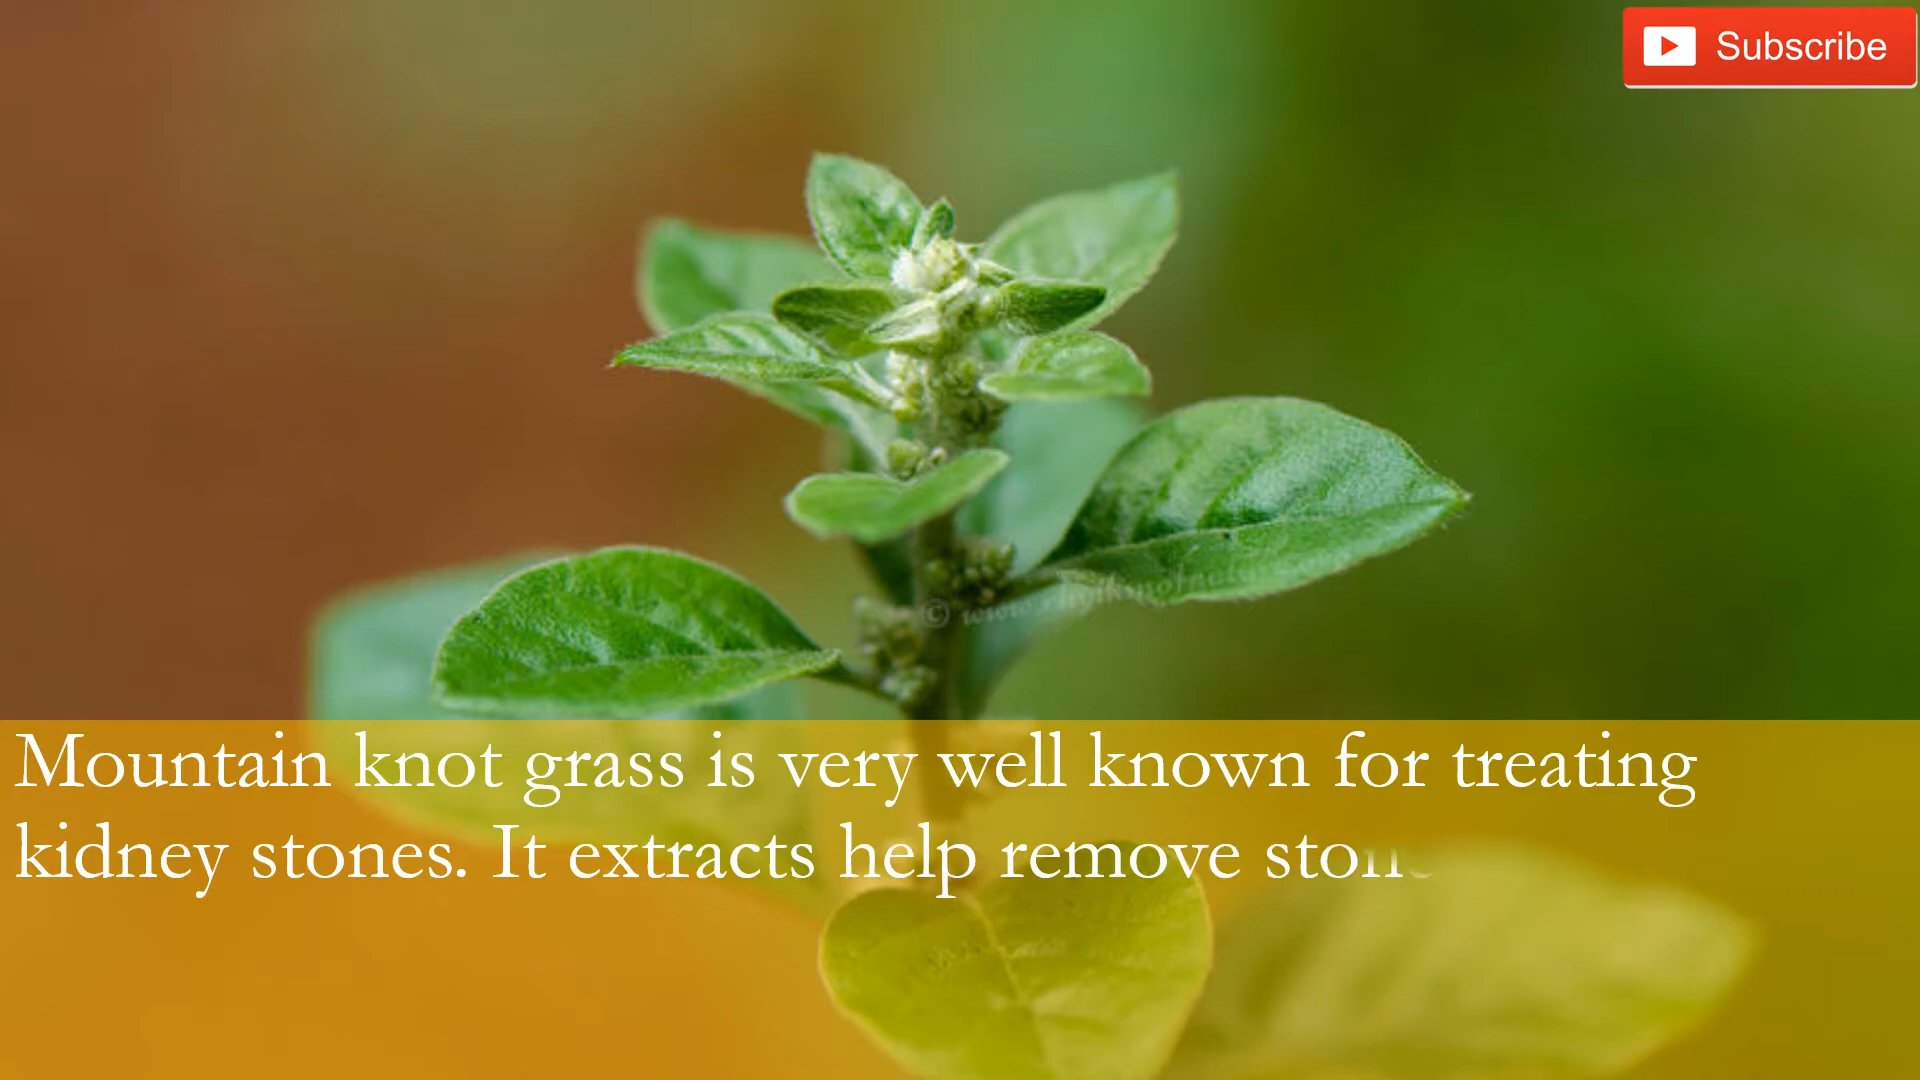 Subscribe
Mountain knot grass is very well known for treating
kidney stones. It extracts help remove